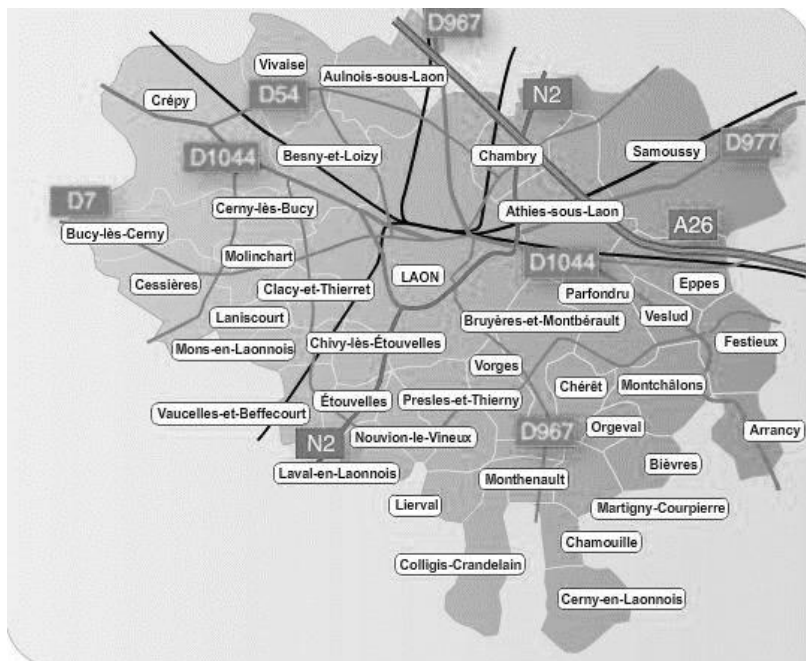 D967
Vivaise
Aulnois-sous-Laon
D54
N2
Crépy
D977
D1044
Besny-et-Loizy
Chambry
Samoussy
D7
Cerny-lès-Bucy
Athies-sous-Laon
A26
Bucy-lès-Cerny
Molinchart
D1044
Cessières
LAON
Clacy-et-Thierret
Parfondru
Eppes
Laniscourt
Bruyères-et-Montbérault
Veslud
Mons-en-Laonnois
Chivy-lès-Étouvelles
Festieux
Vorges
Chérêt
Montchâlons
Étouvelles
Presles-et-Thierny
Vaucelles-et-Beffecourt
Orgeval
Arrancy
N2
Nouvion-le-Vineux
D967
Bièvres
Laval-en-Laonnois
Monthenault
Lierval
Martigny-Courpierre
Chamouille
Colligis-Crandelain
Cerny-en-Laonnois